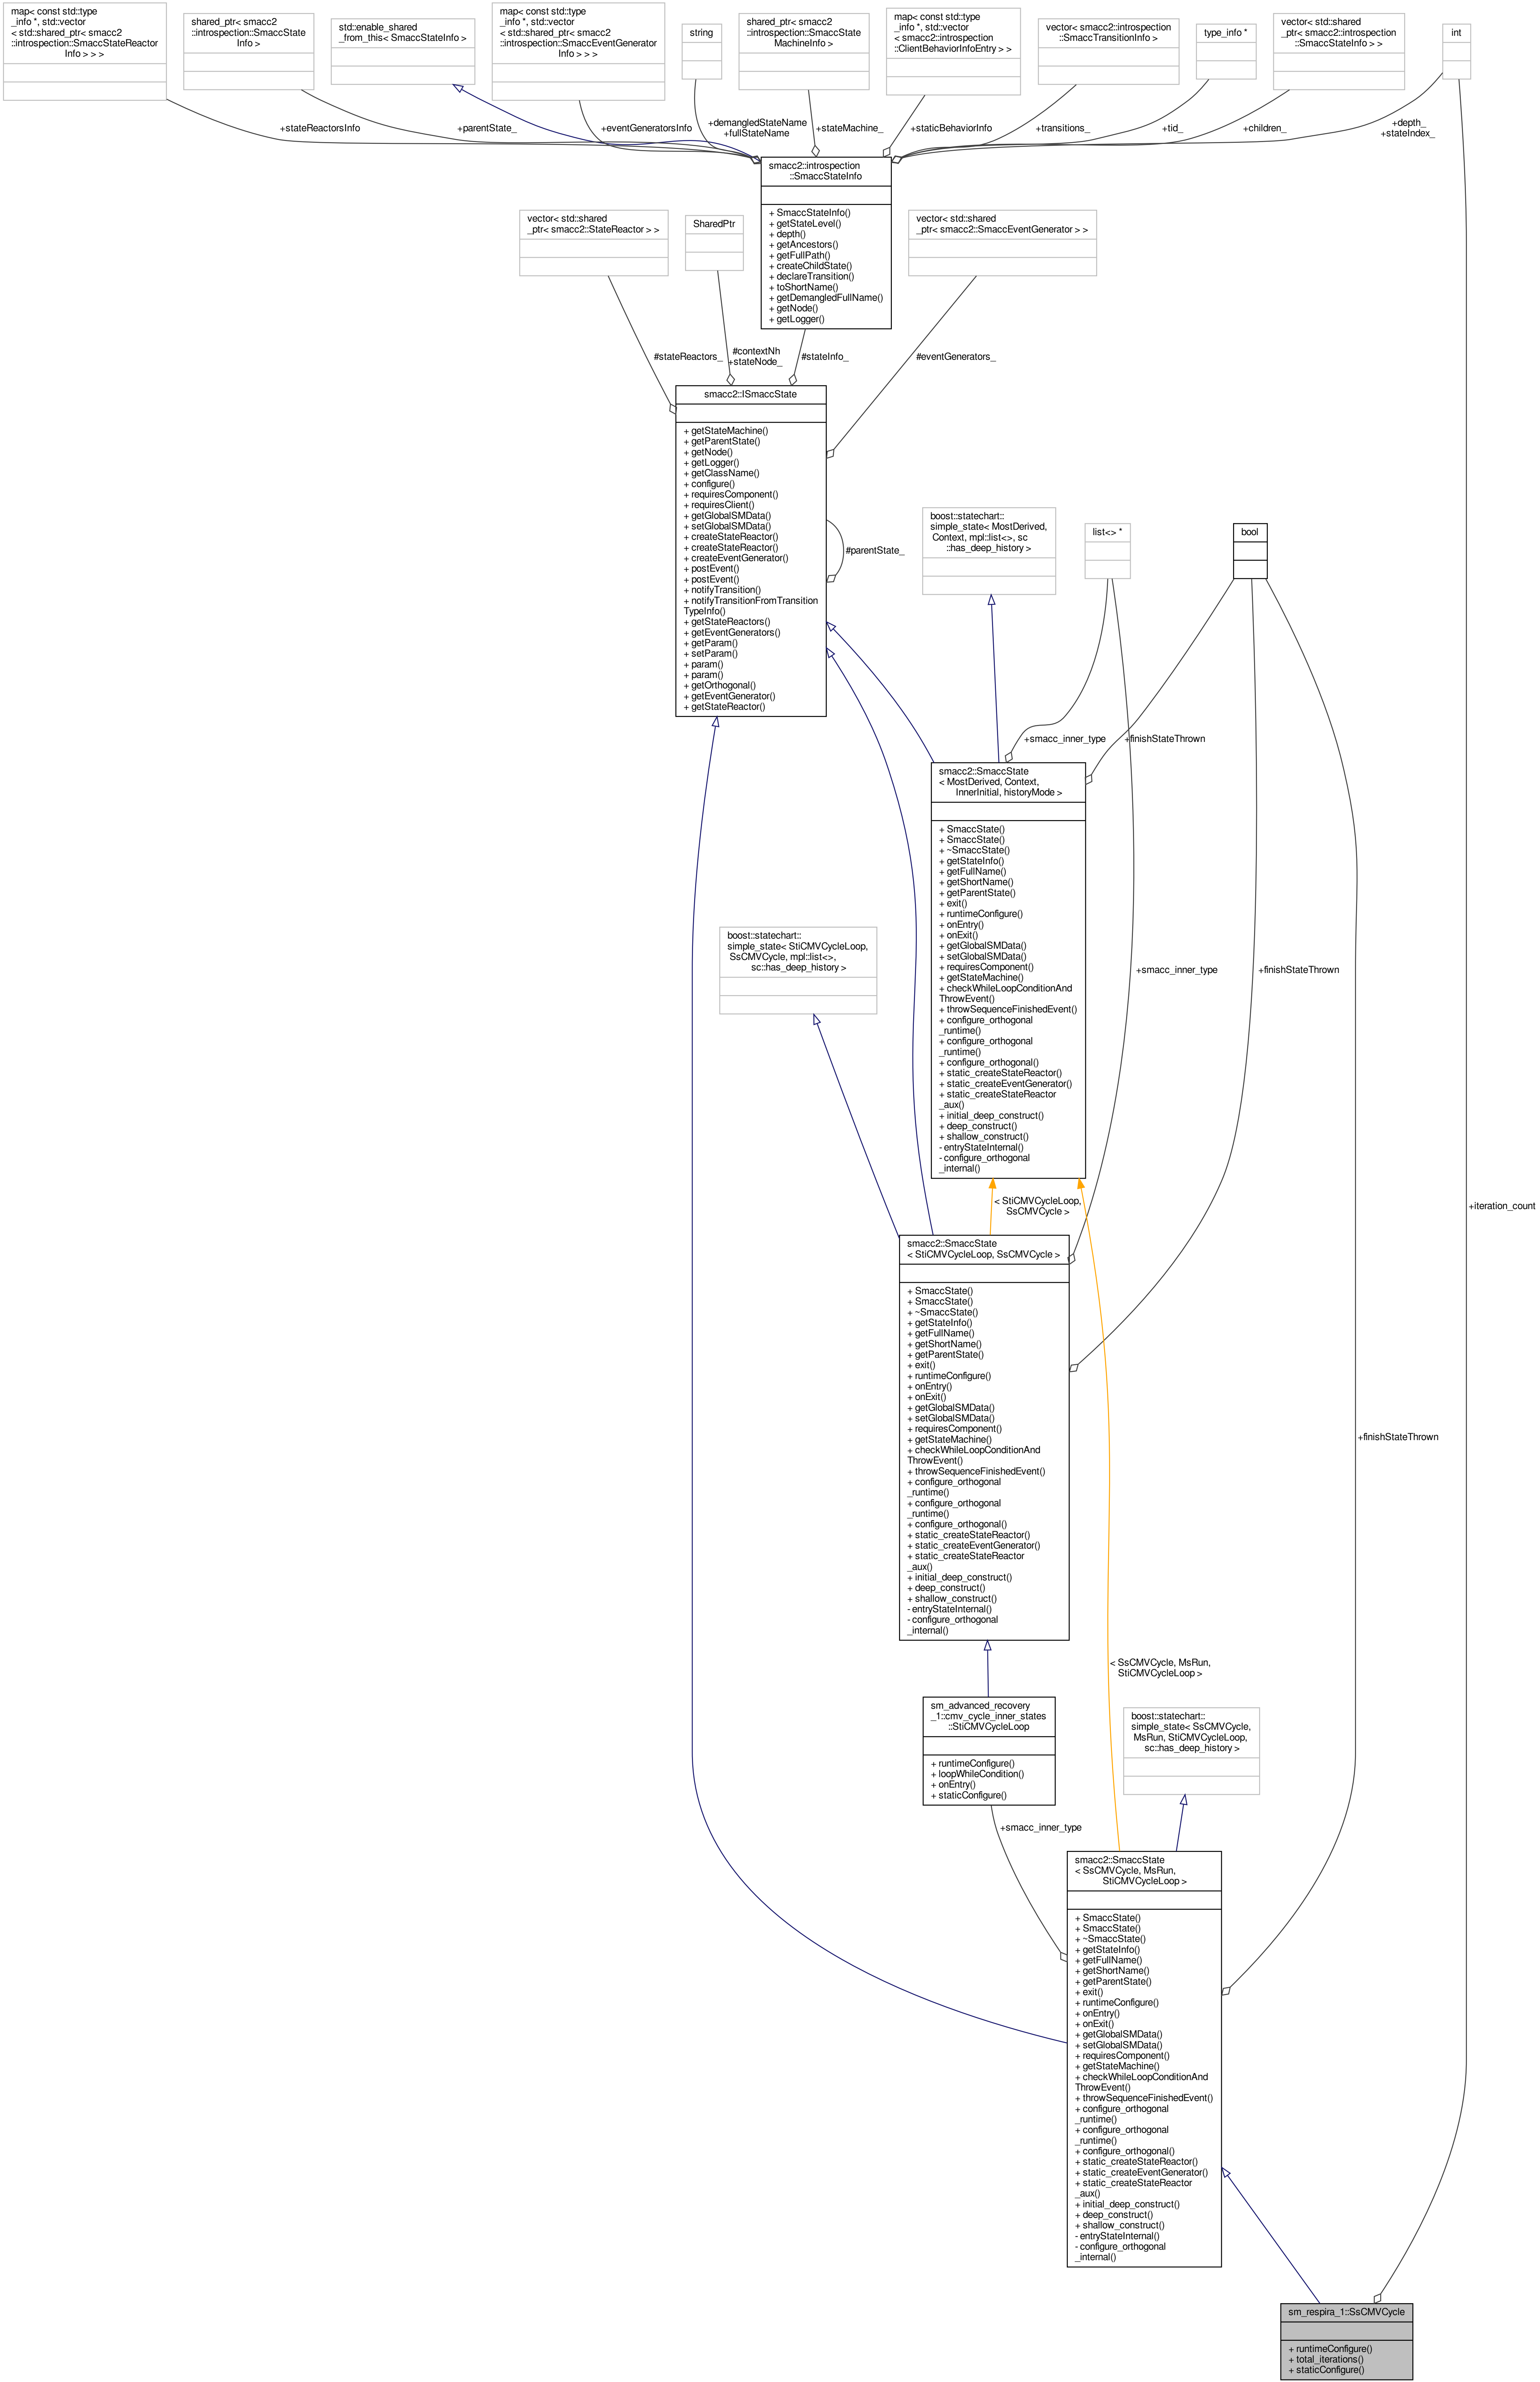 map< const std::type
_info *, std::vector
< std::shared_ptr< smacc2
::introspection::SmaccStateReactor
Info > > >
shared_ptr< smacc2
::introspection::SmaccState
Info >
std::enable_shared
_from_this< SmaccStateInfo >
map< const std::type
_info *, std::vector
< std::shared_ptr< smacc2
::introspection::SmaccEventGenerator
Info > > >
string
shared_ptr< smacc2
::introspection::SmaccState
MachineInfo >
map< const std::type
_info *, std::vector
< smacc2::introspection
::ClientBehaviorInfoEntry > >
vector< smacc2::introspection
::SmaccTransitionInfo >
type_info *
vector< std::shared
_ptr< smacc2::introspection
::SmaccStateInfo > >
int
+stateReactorsInfo
+parentState_
+eventGeneratorsInfo
+demangledStateName
+fullStateName
+stateMachine_
+staticBehaviorInfo
+transitions_
+tid_
+children_
+depth_
+stateIndex_
smacc2::introspection
::SmaccStateInfo
+ SmaccStateInfo()
+ getStateLevel()
+ depth()
+ getAncestors()
+ getFullPath()
+ createChildState()
+ declareTransition()
+ toShortName()
+ getDemangledFullName()
+ getNode()
+ getLogger()
vector< std::shared
_ptr< smacc2::StateReactor > >
SharedPtr
vector< std::shared
_ptr< smacc2::SmaccEventGenerator > >
#stateReactors_
#contextNh
+stateNode_
#stateInfo_
#eventGenerators_
smacc2::ISmaccState
+ getStateMachine()
+ getParentState()
+ getNode()
+ getLogger()
+ getClassName()
+ configure()
+ requiresComponent()
+ requiresClient()
+ getGlobalSMData()
+ setGlobalSMData()
+ createStateReactor()
+ createStateReactor()
+ createEventGenerator()
+ postEvent()
+ postEvent()
+ notifyTransition()
+ notifyTransitionFromTransition
TypeInfo()
+ getStateReactors()
+ getEventGenerators()
+ getParam()
+ setParam()
+ param()
+ param()
+ getOrthogonal()
+ getEventGenerator()
+ getStateReactor()
#parentState_
boost::statechart::
simple_state< MostDerived,
Context, mpl::list<>, sc
::has_deep_history >
list<> *
bool
+smacc_inner_type
+finishStateThrown
smacc2::SmaccState
< MostDerived, Context,
InnerInitial, historyMode >
+ SmaccState()
+ SmaccState()
+ ~SmaccState()
+ getStateInfo()
+ getFullName()
+ getShortName()
+ getParentState()
+ exit()
+ runtimeConfigure()
+ onEntry()
+ onExit()
+ getGlobalSMData()
+ setGlobalSMData()
+ requiresComponent()
+ getStateMachine()
+ checkWhileLoopConditionAnd
ThrowEvent()
+ throwSequenceFinishedEvent()
+ configure_orthogonal
_runtime()
+ configure_orthogonal
_runtime()
+ configure_orthogonal()
+ static_createStateReactor()
+ static_createEventGenerator()
+ static_createStateReactor
_aux()
+ initial_deep_construct()
+ deep_construct()
+ shallow_construct()
- entryStateInternal()
- configure_orthogonal
_internal()
boost::statechart::
simple_state< StiCMVCycleLoop,
SsCMVCycle, mpl::list<>,
sc::has_deep_history >
+smacc_inner_type
+finishStateThrown
< StiCMVCycleLoop,
SsCMVCycle >
+iteration_count
smacc2::SmaccState
< StiCMVCycleLoop, SsCMVCycle >
+ SmaccState()
+ SmaccState()
+ ~SmaccState()
+ getStateInfo()
+ getFullName()
+ getShortName()
+ getParentState()
+ exit()
+ runtimeConfigure()
+ onEntry()
+ onExit()
+ getGlobalSMData()
+ setGlobalSMData()
+ requiresComponent()
+ getStateMachine()
+ checkWhileLoopConditionAnd
ThrowEvent()
+ throwSequenceFinishedEvent()
+ configure_orthogonal
_runtime()
+ configure_orthogonal
_runtime()
+ configure_orthogonal()
+ static_createStateReactor()
+ static_createEventGenerator()
+ static_createStateReactor
_aux()
+ initial_deep_construct()
+ deep_construct()
+ shallow_construct()
- entryStateInternal()
- configure_orthogonal
_internal()
+finishStateThrown
< SsCMVCycle, MsRun,
StiCMVCycleLoop >
sm_advanced_recovery
_1::cmv_cycle_inner_states
::StiCMVCycleLoop
+ runtimeConfigure()
+ loopWhileCondition()
+ onEntry()
+ staticConfigure()
boost::statechart::
simple_state< SsCMVCycle,
MsRun, StiCMVCycleLoop,
sc::has_deep_history >
+smacc_inner_type
smacc2::SmaccState
< SsCMVCycle, MsRun,
StiCMVCycleLoop >
+ SmaccState()
+ SmaccState()
+ ~SmaccState()
+ getStateInfo()
+ getFullName()
+ getShortName()
+ getParentState()
+ exit()
+ runtimeConfigure()
+ onEntry()
+ onExit()
+ getGlobalSMData()
+ setGlobalSMData()
+ requiresComponent()
+ getStateMachine()
+ checkWhileLoopConditionAnd
ThrowEvent()
+ throwSequenceFinishedEvent()
+ configure_orthogonal
_runtime()
+ configure_orthogonal
_runtime()
+ configure_orthogonal()
+ static_createStateReactor()
+ static_createEventGenerator()
+ static_createStateReactor
_aux()
+ initial_deep_construct()
+ deep_construct()
+ shallow_construct()
- entryStateInternal()
- configure_orthogonal
_internal()
sm_respira_1::SsCMVCycle
+ runtimeConfigure()
+ total_iterations()
+ staticConfigure()